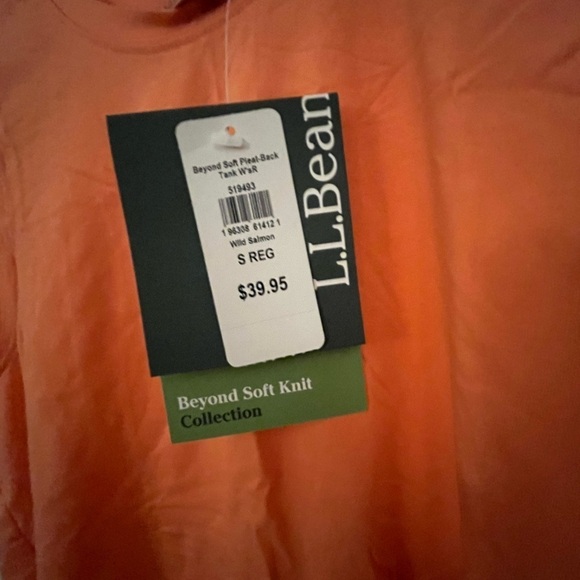 Beyond Soft Pleat-Back
Tank W'sR
519493
1 96308 61412 1
Wild Salmon
S REG
$39.95
L.L.Bean
Beyond Soft Knit
Collection